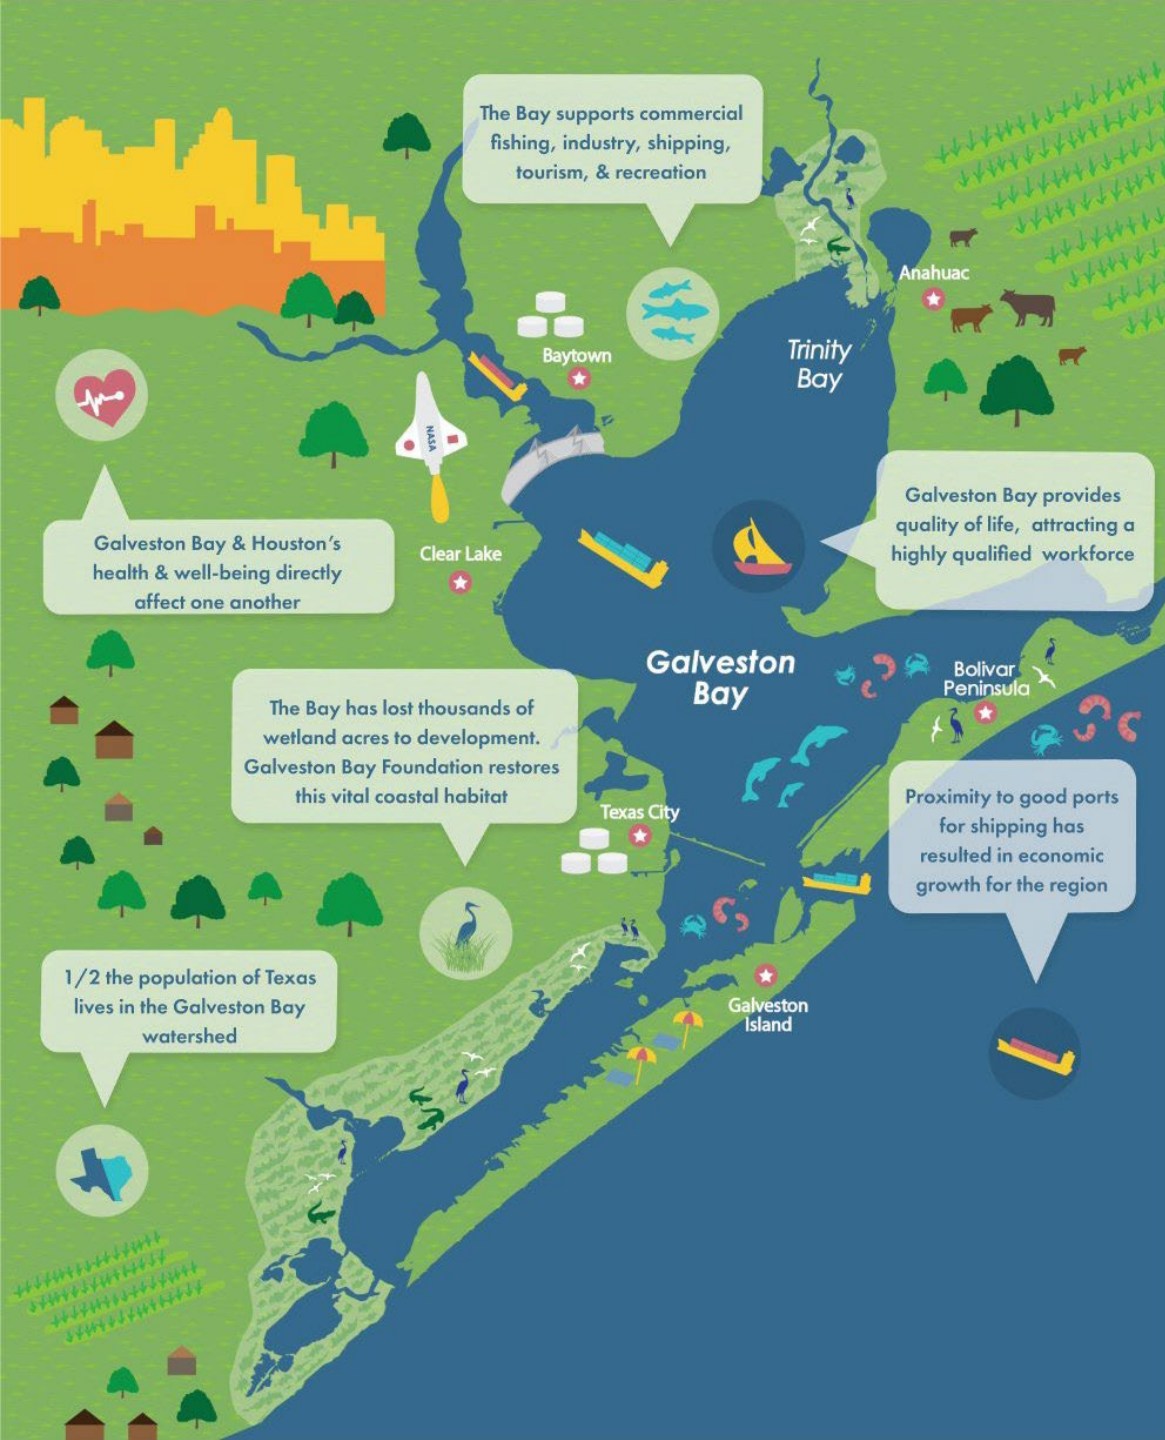 The Bay supports commercial
fishing, industry, shipping,
tourism, & recreation
Anahuac
Trinity
Bay
Baytown
NASA
Galveston Bay provides
quality of life, attracting a
highly qualified workforce
Galveston Bay & Houston's
health & well-being directly
affect one another
Clear Lake
Galveston
Bay
Bolivar
Peninsula
The Bay has lost thousands of
wetland acres to development.
Galveston Bay Foundation restores
this vital coastal habitat
Texas City
Proximity to good ports
for shipping has
resulted in economic
growth for the region
1/2 the population of Texas
lives in the Galveston Bay
watershed
Galveston
Island